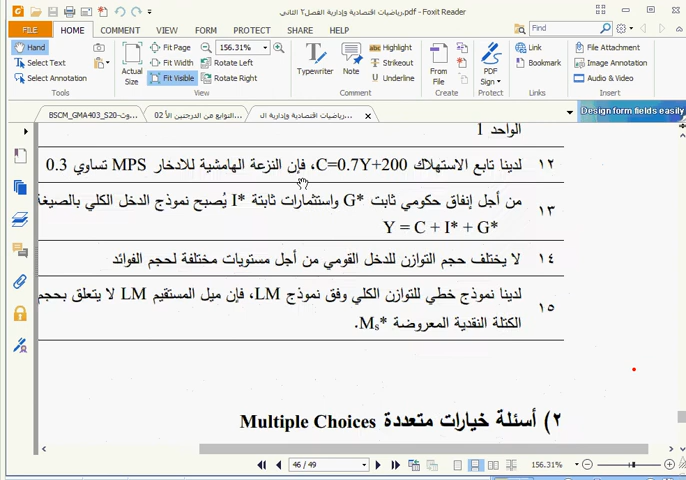 رياضيات اقتصادية وإدارية الفصل٢ الثاني.pdf - Foxit Reader
FILE HOME COMMENT VIEW FORM PROTECT SHARE HELP Find
Hand
Select Text
Select Annotation
Tools
Actual Size
Fit Page
Fit Width
Fit Visible
156.31%
Rotate Left
Rotate Right
View
Typewriter
Note
Highlight
Strikeout
Underline
Comment
From File
Create
PDF Sign
Protect
Link
Bookmark
Links
File Attachment
Image Annotation
Audio & Video
Insert
BSCM_GMA403_S20-وث...
التوابع من الدرجتين الأ 02...
رياضيات اقتصادية وإدارية ال...
Design form fields easily
الواحد 1
١٢ لدينا تابع الاستهلاك C=0.7Y+200، فإن النزعة الهامشية للادخار MPS تساوي 0.3
١٣ من أجل إنفاق حكومي ثابت G* واستثمارات ثابتة I* يُصبح نموذج الدخل الكلي بالصيغة
Y = C + I* + G*
١٤ لا يختلف حجم التوازن للدخل القومي من أجل مستويات مختلفة لحجم الفوائد
١٥ لدينا نموذج خطي للتوازن الكلي وفق نموذج LM، فإن ميل المستقيم LM لا يتعلق بحجم
الكتلة النقدية المعروضة Ms*.
٢) أسئلة خيارات متعددة Multiple Choices
46 / 49
156.31%